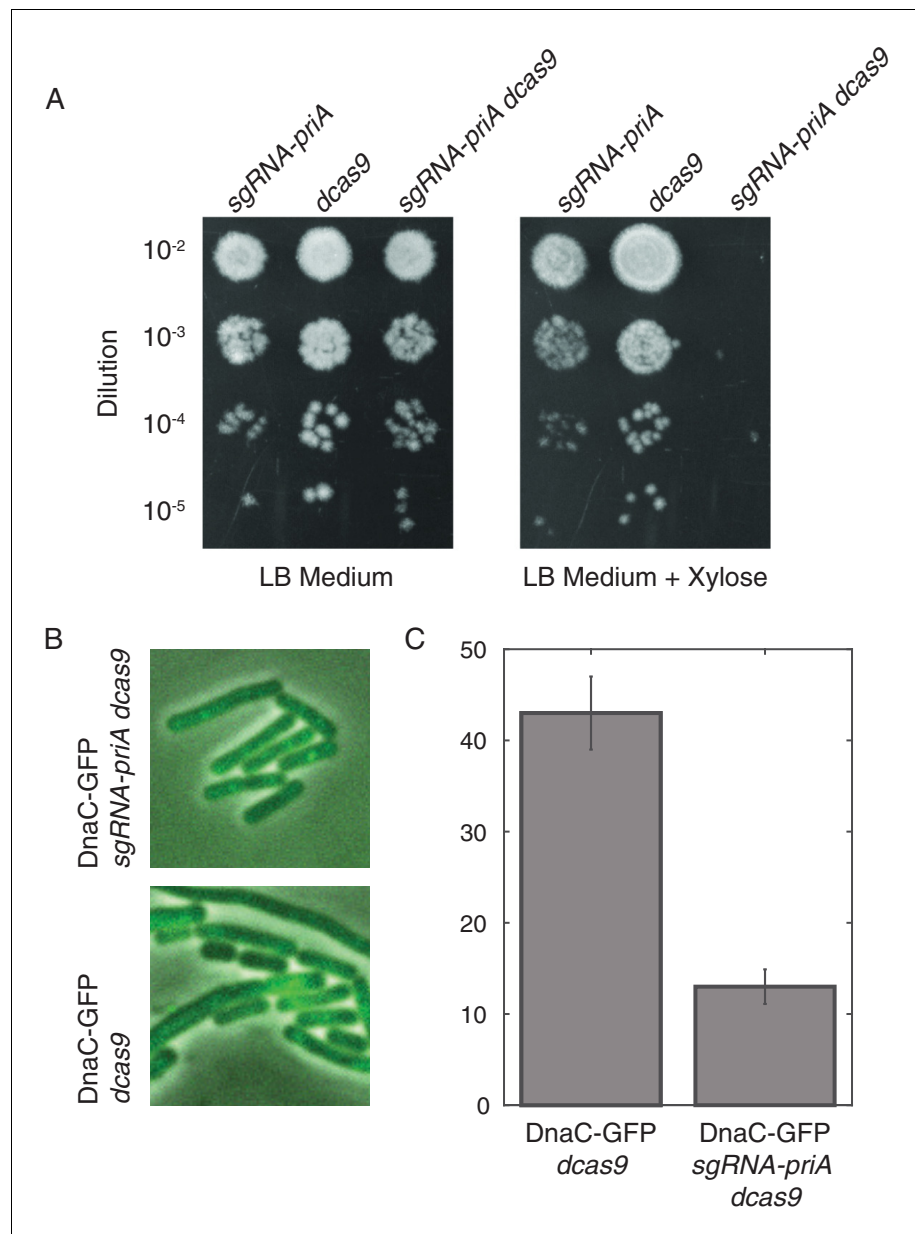 A
sgRNA-priA
dcas9
sgRNA-priA dcas9
sgRNA-priA
dcas9
sgRNA-priA dcas9
Dilution
10-2
10-3
10-4
10-5
LB Medium
LB Medium + Xylose
B
DnaC-GFP
sgRNA-priA dcas9
DnaC-GFP
dcas9
C
50
40
30
20
10
0
DnaC-GFP
dcas9
DnaC-GFP
sgRNA-priA
dcas9